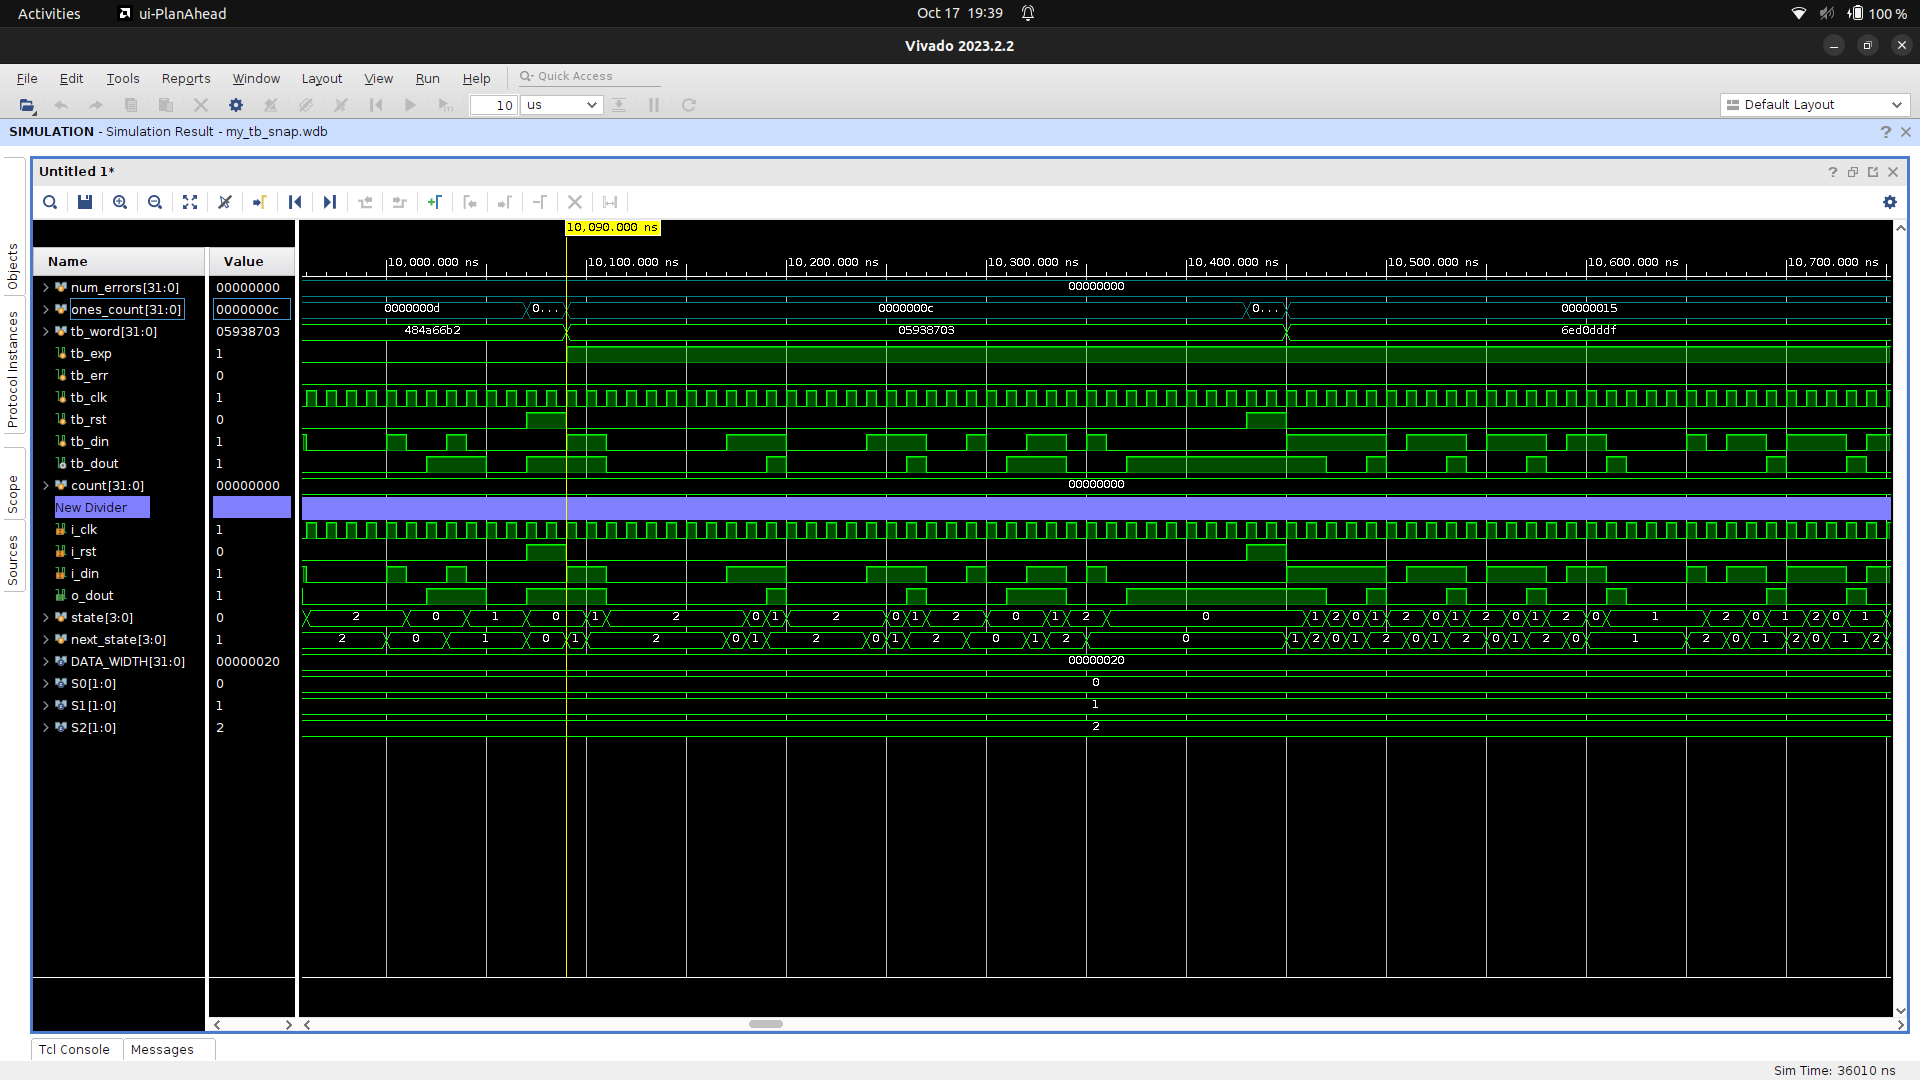 Activities ui-PlanAhead Oct 17 19:39 100 %
Vivado 2023.2.2
File Edit Tools Reports Window Layout View Run Help Quick Access
10 us Default Layout
SIMULATION - Simulation Result - my_tb_snap.wdb
Untitled 1*
Objects
Protocol Instances
Scope
Sources
10,090.000 ns
Name Value 10,000.000 ns 10,100.000 ns 10,200.000 ns 10,300.000 ns 10,400.000 ns 10,500.000 ns 10,600.000 ns 10,700.000 ns
num_errors[31:0] 00000000 00000000
ones_count[31:0] 0000000c 0000000d 0... 0000000c 0... 00000015
tb_word[31:0] 05938703 484a66b2 05938703 6ed0dddf
tb_exp 1
tb_err 0
tb_clk 1
tb_rst 0
tb_din 1
tb_dout 1
count[31:0] 00000000 00000000
New Divider
i_clk 1
i_rst 0
i_din 1
o_dout 1
state[3:0] 0 2 0 1 0 1 2 0 1 2 0 1 2 0 1 2 0 1 2 0 1 2 0 1 2 0 1 2 0 1 2 0 1 2 0 1
next_state[3:0] 1 2 0 1 0 1 2 0 1 2 0 1 2 0 1 2 0 1 2 0 1 2 0 1 2 0 1 2 0 1 2 0 1 2 0 1 2
DATA_WIDTH[31:0] 00000020 00000020
S0[1:0] 0 0
S1[1:0] 1 1
S2[1:0] 2 2
Tcl Console Messages
Sim Time: 36010 ns